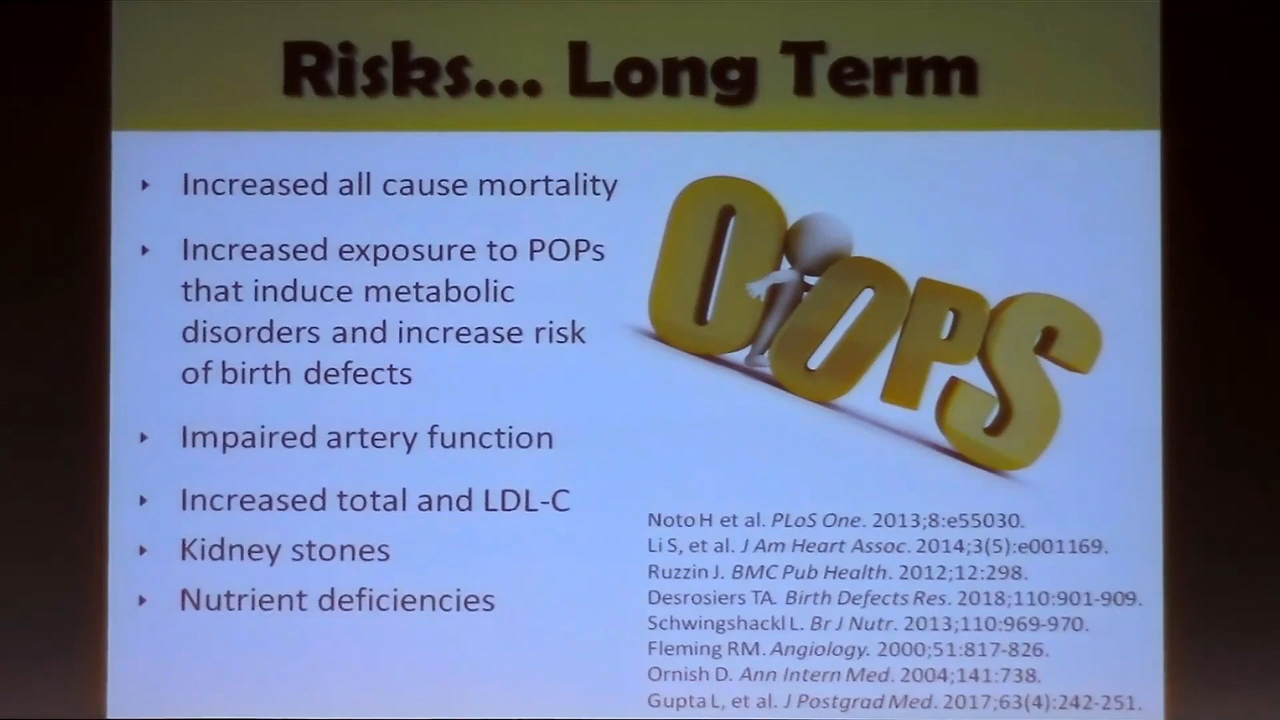 Risks... Long Term
‣ Increased all cause mortality
‣ Increased exposure to POPs
that induce metabolic
disorders and increase risk
of birth defects
‣ Impaired artery function
‣ Increased total and LDL-C
‣ Kidney stones
‣ Nutrient deficiencies
OOPS
Noto H et al. PLoS One. 2013;8:e55030.
Li S, et al. J Am Heart Assoc. 2014;3(5):e001169.
Ruzzin J. BMC Pub Health. 2012;12:298.
Desrosiers TA. Birth Defects Res. 2018;110:901-909.
Schwingshackl L. Br J Nutr. 2013;110:969-970.
Fleming RM. Angiology. 2000;51:817-826.
Ornish D. Ann Intern Med. 2004;141:738.
Gupta L, et al. J Postgrad Med. 2017;63(4):242-251.